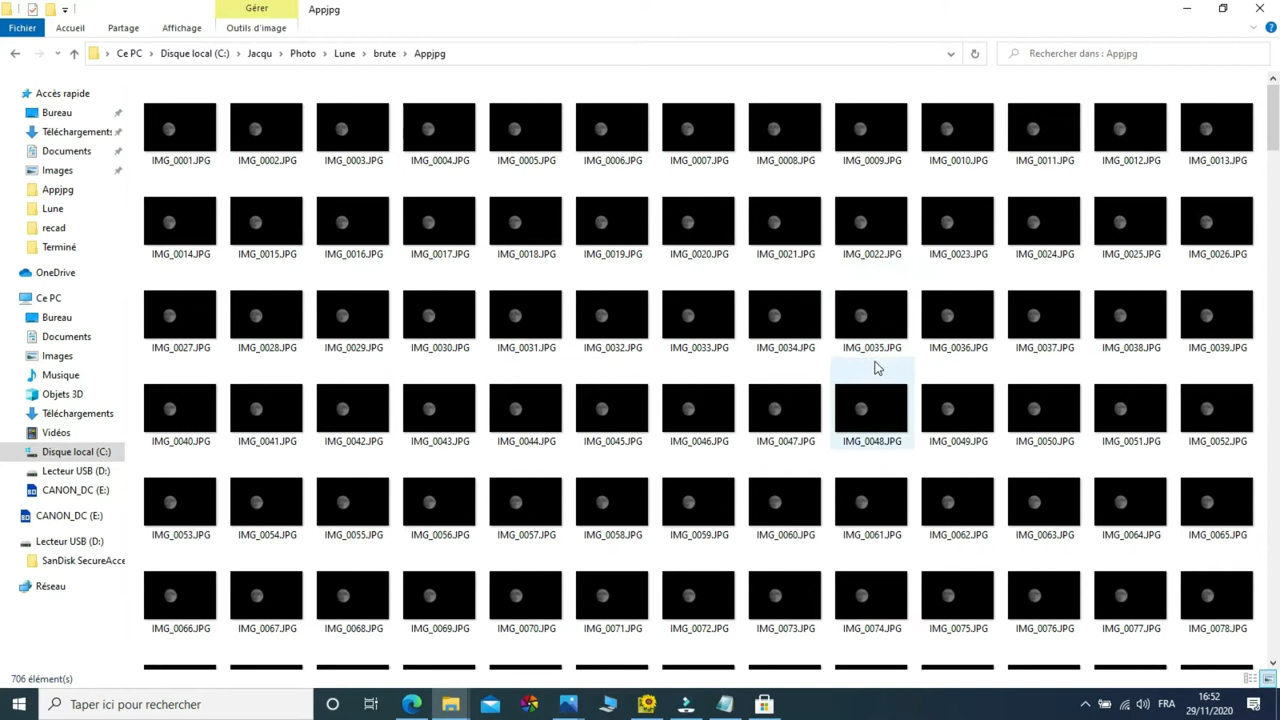 Gérer
Appjpg
Fichier
Accueil
Partage
Affichage
Outils d'image
Ce PC > Disque local (C:) > Jacqu > Photo > Lune > brute > Appjpg
Rechercher dans : Appjpg
Accès rapide
Bureau
Téléchargements
Documents
Images
Appjpg
Lune
recad
Terminé
OneDrive
Ce PC
Bureau
Documents
Images
Musique
Objets 3D
Téléchargements
Vidéos
Disque local (C:)
Lecteur USB (D:)
CANON_DC (E:)
CANON_DC (E:)
Lecteur USB (D:)
SanDisk SecureAcce
Réseau
IMG_0001.JPG IMG_0002.JPG IMG_0003.JPG IMG_0004.JPG IMG_0005.JPG IMG_0006.JPG IMG_0007.JPG IMG_0008.JPG IMG_0009.JPG IMG_0010.JPG IMG_0011.JPG IMG_0012.JPG IMG_0013.JPG
IMG_0014.JPG IMG_0015.JPG IMG_0016.JPG IMG_0017.JPG IMG_0018.JPG IMG_0019.JPG IMG_0020.JPG IMG_0021.JPG IMG_0022.JPG IMG_0023.JPG IMG_0024.JPG IMG_0025.JPG IMG_0026.JPG
IMG_0027.JPG IMG_0028.JPG IMG_0029.JPG IMG_0030.JPG IMG_0031.JPG IMG_0032.JPG IMG_0033.JPG IMG_0034.JPG IMG_0035.JPG IMG_0036.JPG IMG_0037.JPG IMG_0038.JPG IMG_0039.JPG
IMG_0040.JPG IMG_0041.JPG IMG_0042.JPG IMG_0043.JPG IMG_0044.JPG IMG_0045.JPG IMG_0046.JPG IMG_0047.JPG IMG_0048.JPG IMG_0049.JPG IMG_0050.JPG IMG_0051.JPG IMG_0052.JPG
IMG_0053.JPG IMG_0054.JPG IMG_0055.JPG IMG_0056.JPG IMG_0057.JPG IMG_0058.JPG IMG_0059.JPG IMG_0060.JPG IMG_0061.JPG IMG_0062.JPG IMG_0063.JPG IMG_0064.JPG IMG_0065.JPG
IMG_0066.JPG IMG_0067.JPG IMG_0068.JPG IMG_0069.JPG IMG_0070.JPG IMG_0071.JPG IMG_0072.JPG IMG_0073.JPG IMG_0074.JPG IMG_0075.JPG IMG_0076.JPG IMG_0077.JPG IMG_0078.JPG
706 élément(s)
Taper ici pour rechercher
FRA
16:52
29/11/2020